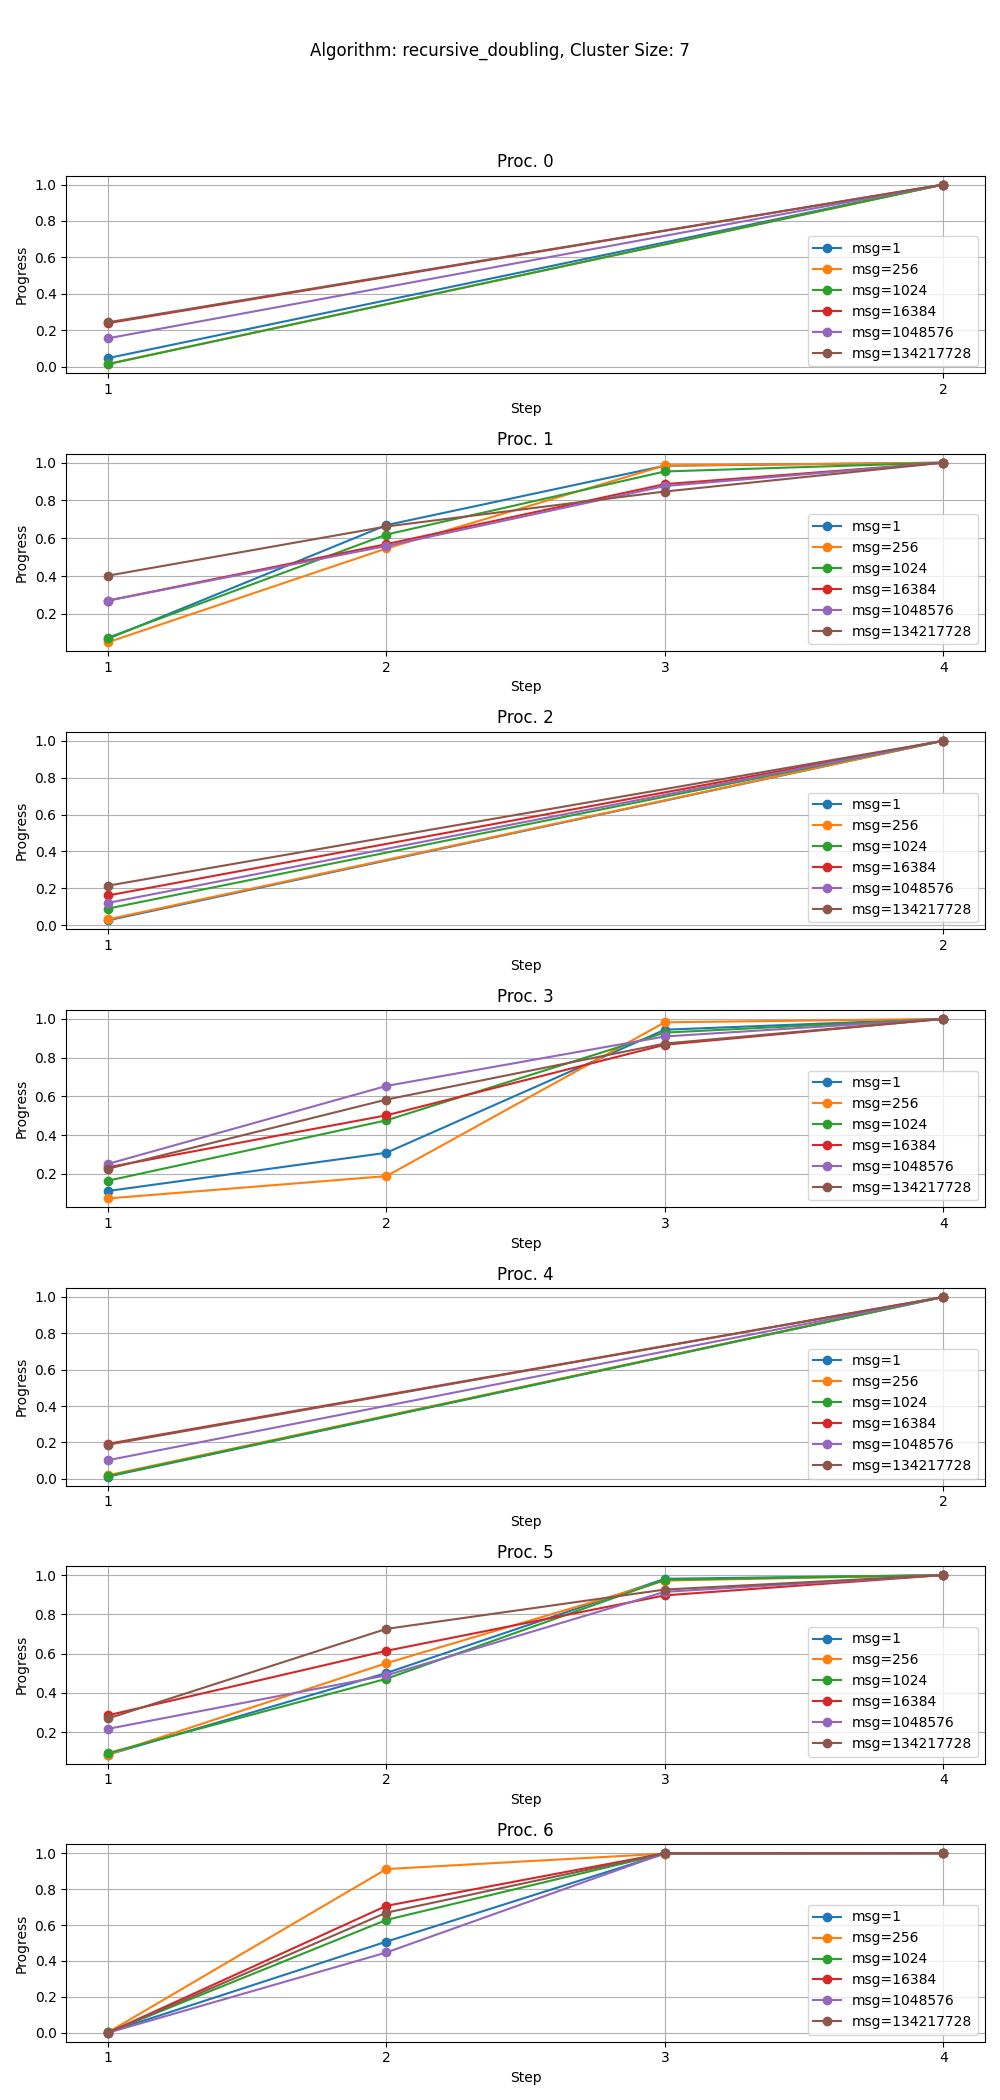 Algorithm: recursive_doubling, Cluster Size: 7
Proc. 0
Progress
1.0
0.8
0.6
0.4
0.2
0.0
msg=1
msg=256
msg=1024
msg=16384
msg=1048576
msg=134217728
1 2
Step
Proc. 1
Progress
1.0
0.8
0.6
0.4
0.2
msg=1
msg=256
msg=1024
msg=16384
msg=1048576
msg=134217728
1 2 3 4
Step
Proc. 2
Progress
1.0
0.8
0.6
0.4
0.2
0.0
msg=1
msg=256
msg=1024
msg=16384
msg=1048576
msg=134217728
1 2
Step
Proc. 3
Progress
1.0
0.8
0.6
0.4
0.2
msg=1
msg=256
msg=1024
msg=16384
msg=1048576
msg=134217728
1 2 3 4
Step
Proc. 4
Progress
1.0
0.8
0.6
0.4
0.2
0.0
msg=1
msg=256
msg=1024
msg=16384
msg=1048576
msg=134217728
1 2
Step
Proc. 5
Progress
1.0
0.8
0.6
0.4
0.2
msg=1
msg=256
msg=1024
msg=16384
msg=1048576
msg=134217728
1 2 3 4
Step
Proc. 6
Progress
1.0
0.8
0.6
0.4
0.2
0.0
msg=1
msg=256
msg=1024
msg=16384
msg=1048576
msg=134217728
1 2 3 4
Step